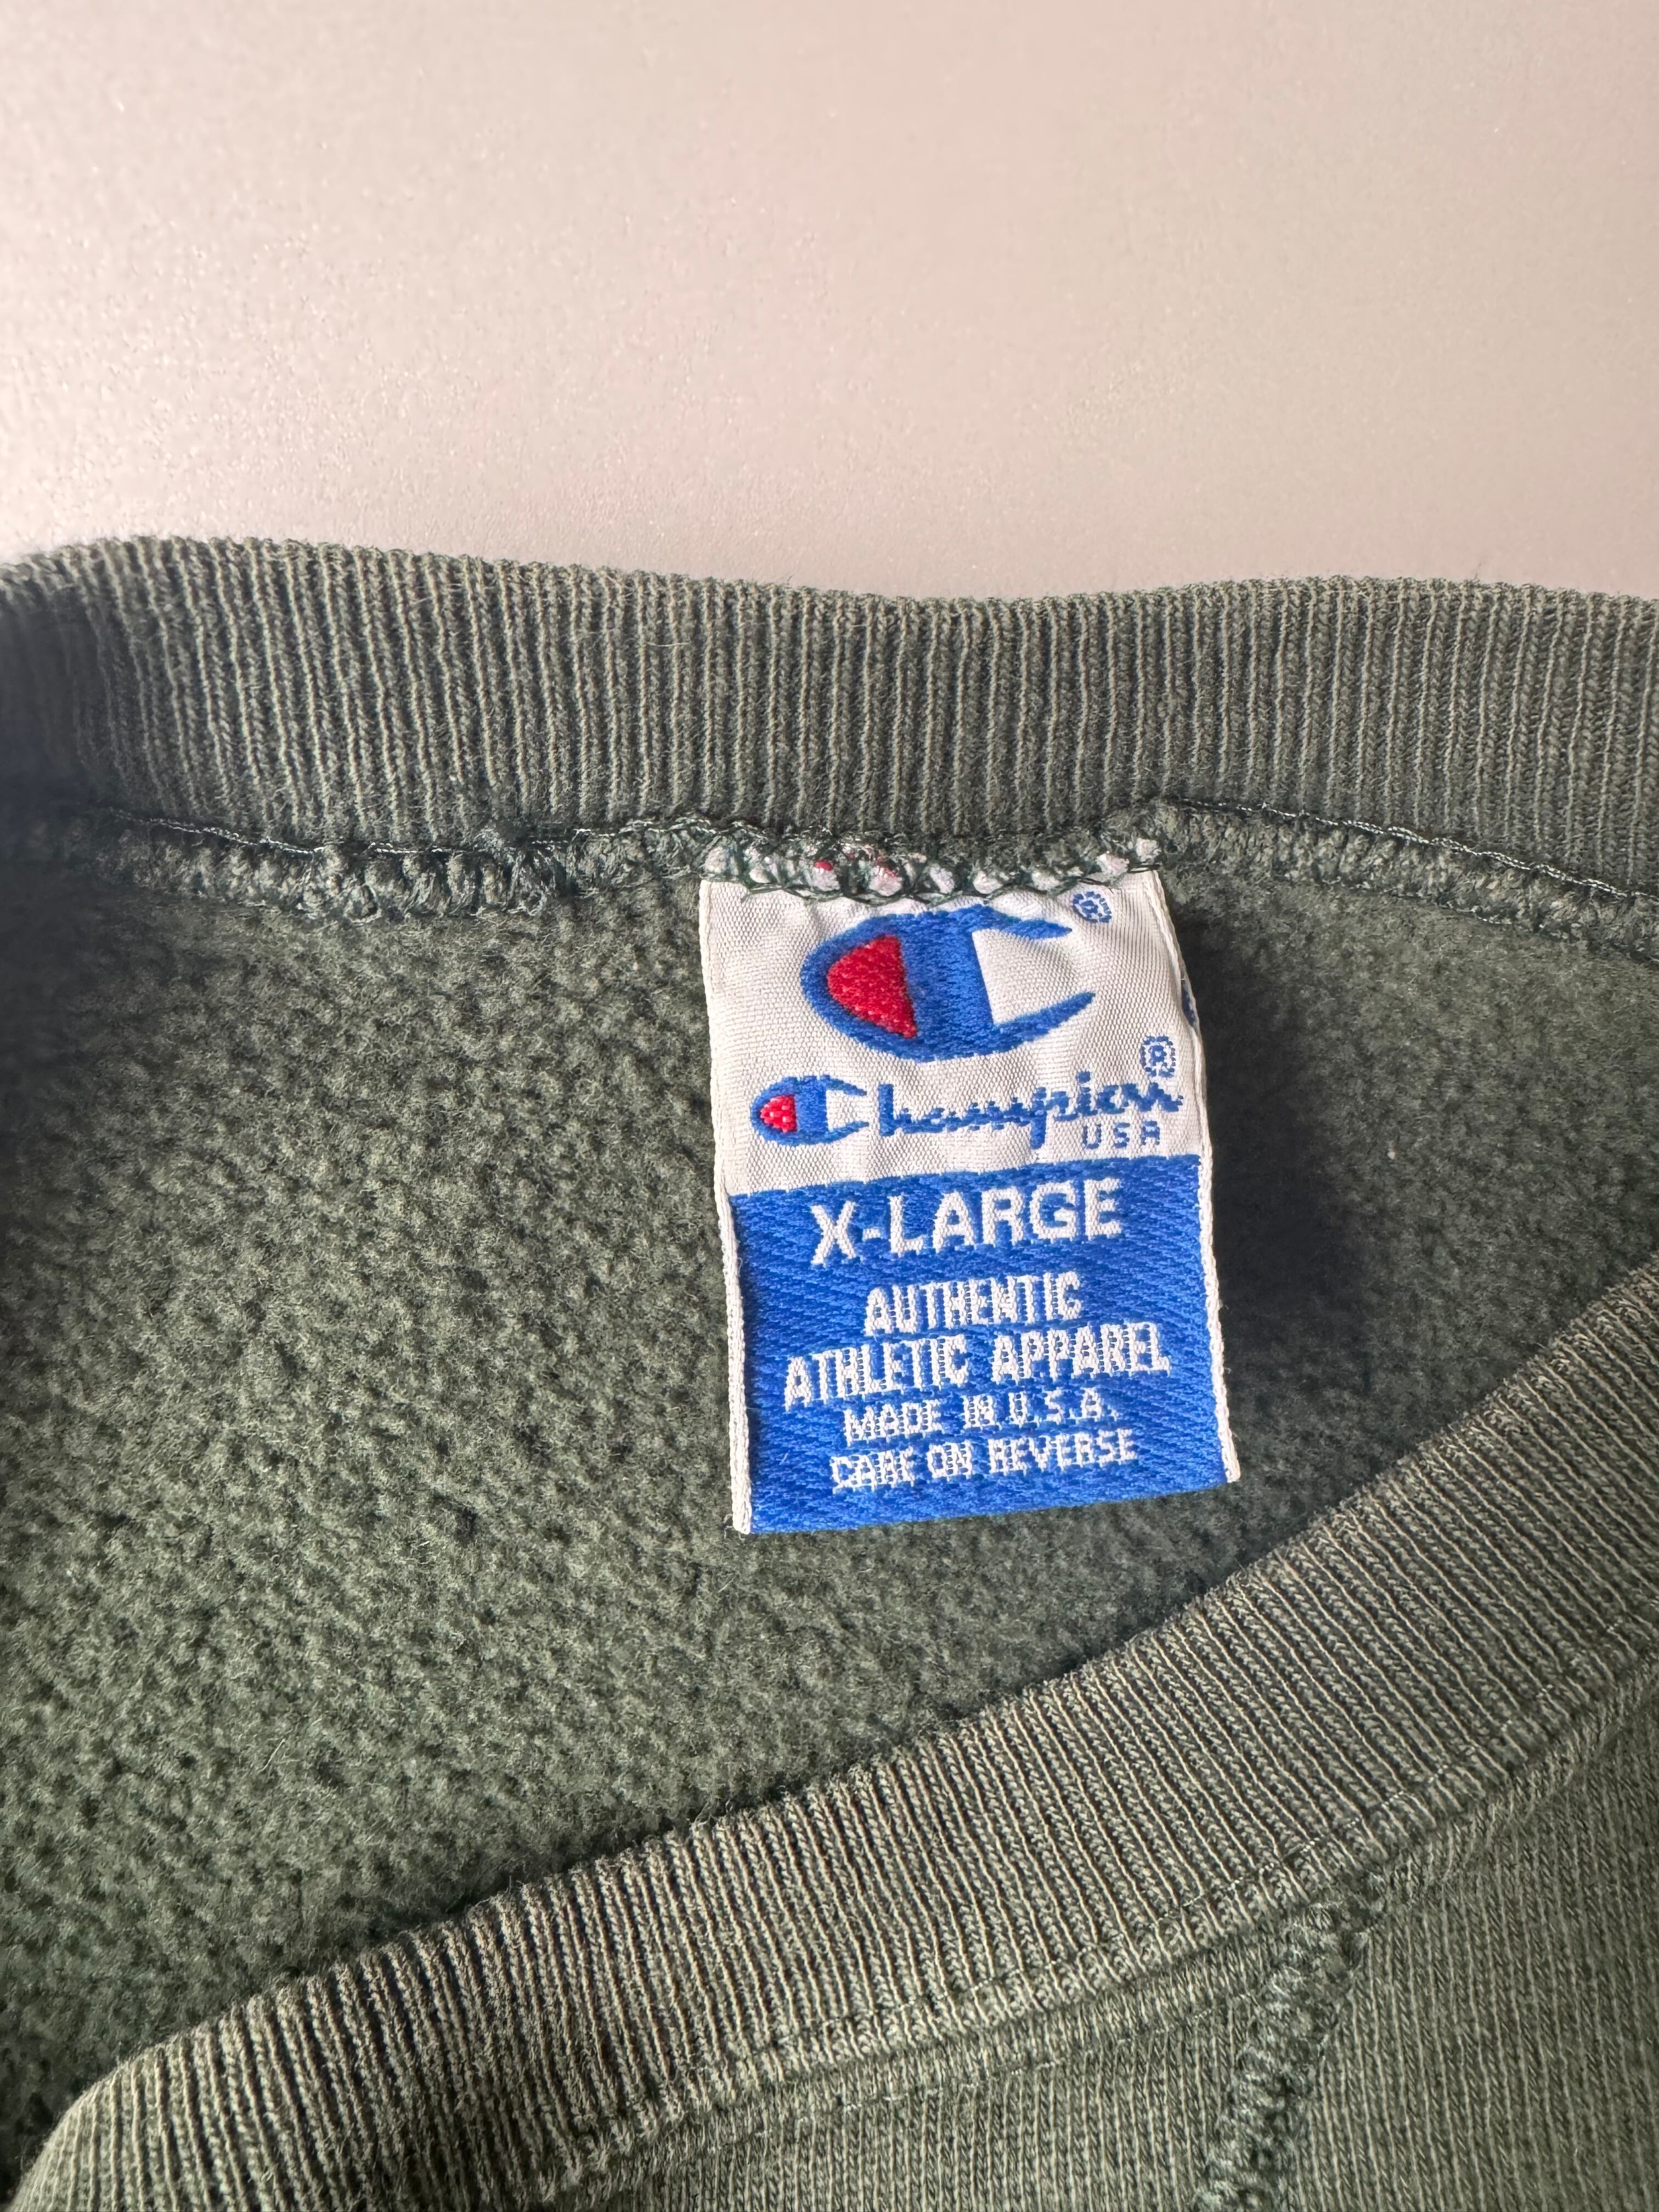 ®
Champion®
USA
X-LARGE
AUTHENTIC
ATHLETIC APPAREL
MADE IN U.S.A.
CARE ON REVERSE